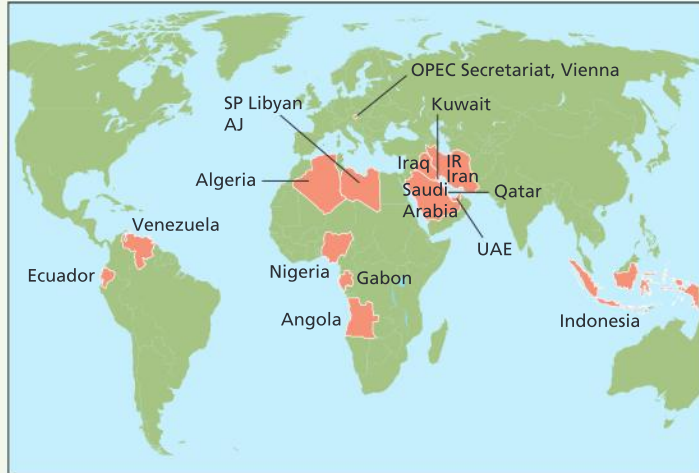 OPEC Secretariat, Vienna
SP Libyan
AJ
Kuwait
Iraq
IR
Iran
Algeria
Saudi
Arabia
Qatar
Venezuela
UAE
Ecuador
Nigeria
Gabon
Angola
Indonesia